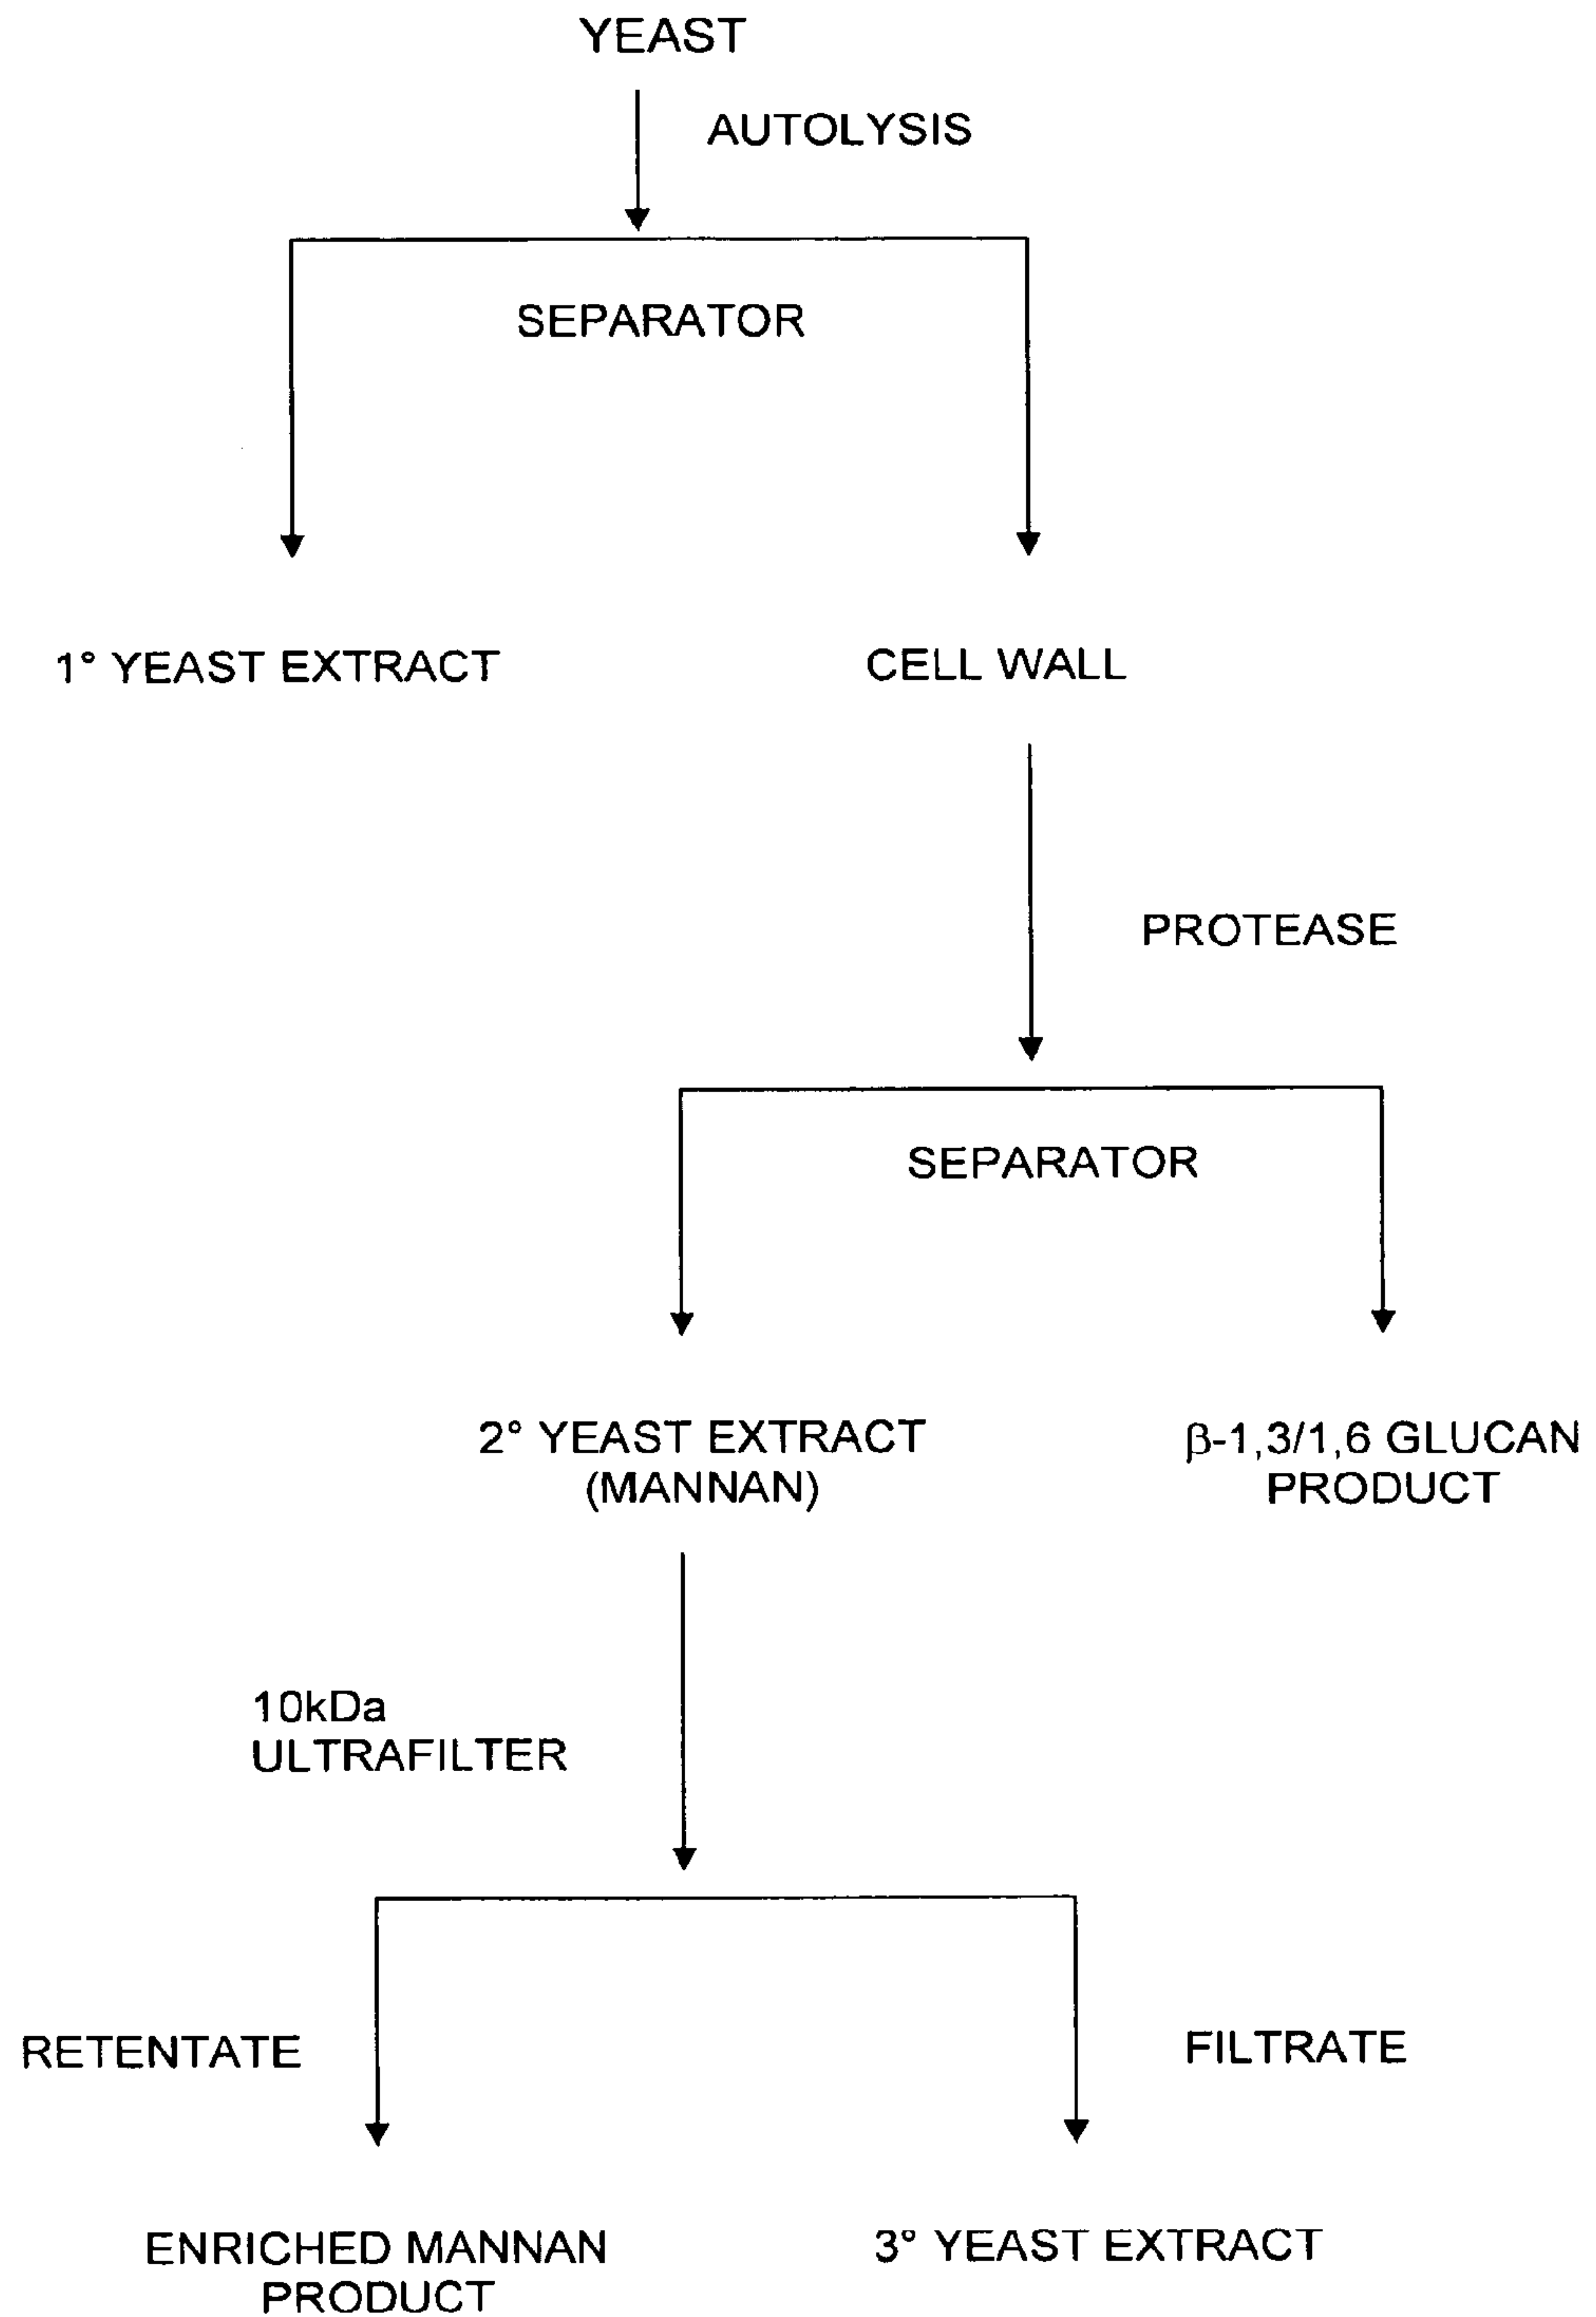 YEAST
AUTOLYSIS
SEPARATOR
1° YEAST EXTRACT
CELL WALL
PROTEASE
SEPARATOR
2° YEAST EXTRACT
(MANNAN)
β-1,3/1,6 GLUCAN
PRODUCT
10kDa
ULTRAFILTER
RETENTATE
FILTRATE
ENRICHED MANNAN
PRODUCT
3° YEAST EXTRACT